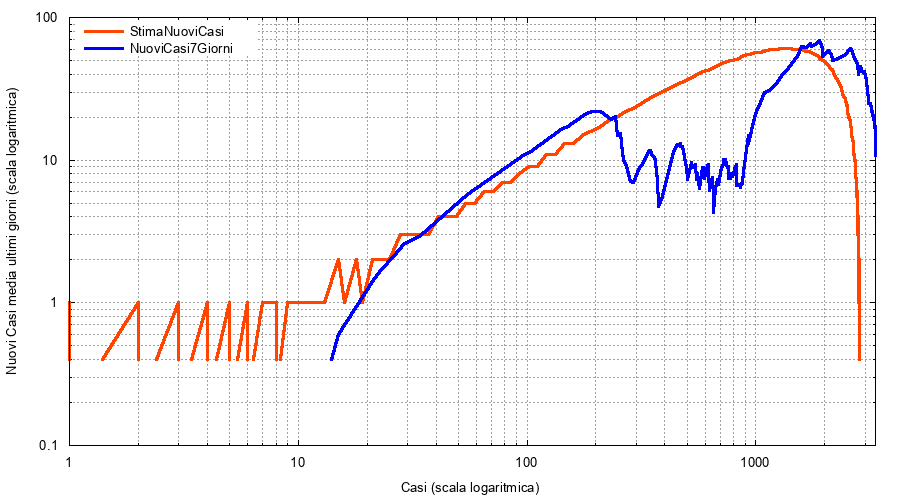 100
StimaNuoviCasi
NuoviCasi7Giorni
10
1
0.1
1
10
100
1000
Nuovi Casi media ultimi giorni (scala logaritmica)
Casi (scala logaritmica)